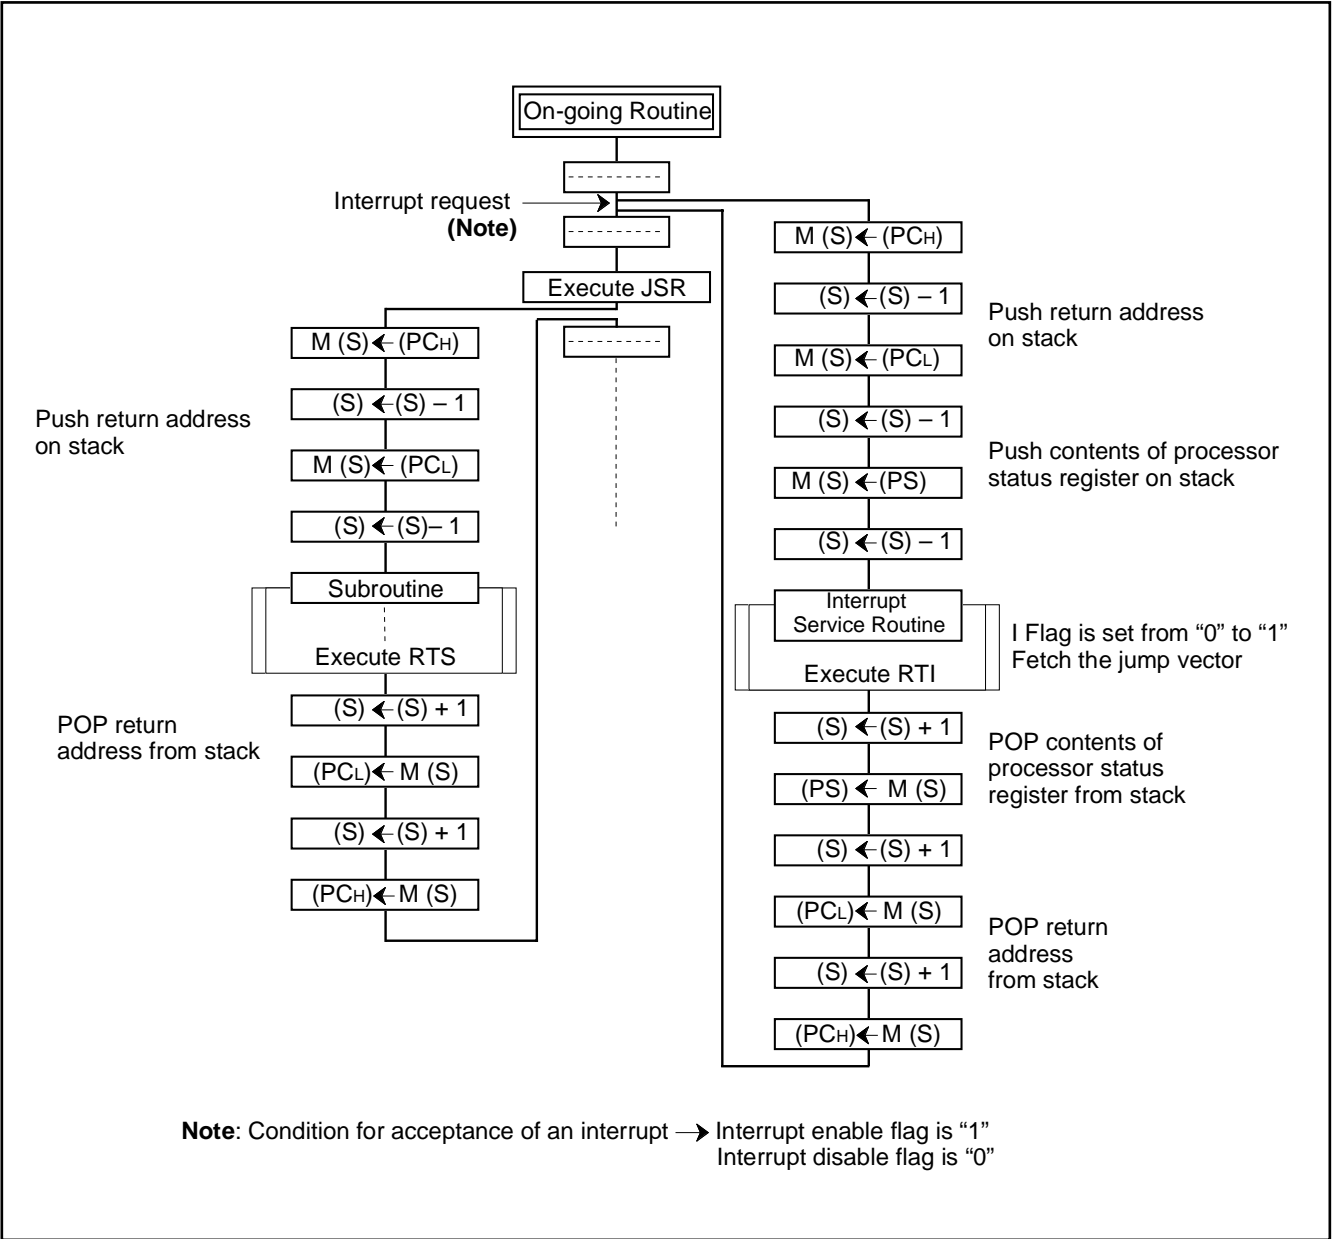 On-going Routine
Interrupt request
(Note)
Execute JSR
M (S) ← (PCH)
(S) ← (S) – 1
M (S) ← (PCL)
(S) ← (S)– 1
Push return address
on stack
Subroutine
Execute RTS
(S) ← (S) + 1
(PCL) ← M (S)
(S) ← (S) + 1
(PCH) ← M (S)
POP return
address from stack
M (S) ← (PCH)
(S) ← (S) – 1
M (S) ← (PCL)
(S) ← (S) – 1
M (S) ← (PS)
(S) ← (S) – 1
Push return address
on stack
Push contents of processor
status register on stack
Interrupt
Service Routine
Execute RTI
I Flag is set from “0” to “1”
Fetch the jump vector
(S) ← (S) + 1
(PS) ← M (S)
(S) ← (S) + 1
(PCL) ← M (S)
(S) ← (S) + 1
(PCH) ← M (S)
POP contents of
processor status
register from stack
POP return
address
from stack
Note: Condition for acceptance of an interrupt → Interrupt enable flag is “1”
Interrupt disable flag is “0”